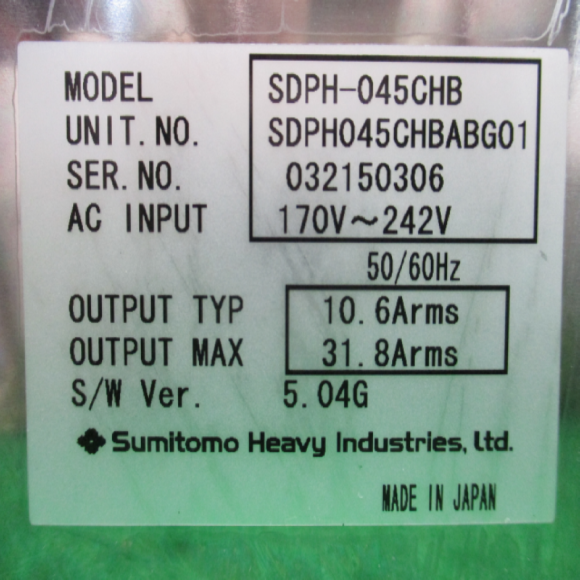 MODEL SDPH-045CHB
UNIT.NO. SDPH045CHBABG01
SER.NO. 032150306
AC INPUT 170V～242V
50/60Hz
OUTPUT TYP 10.6Arms
OUTPUT MAX 31.8Arms
S/W Ver. 5.04G
Sumitomo Heavy Industries, Ltd.
MADE IN JAPAN